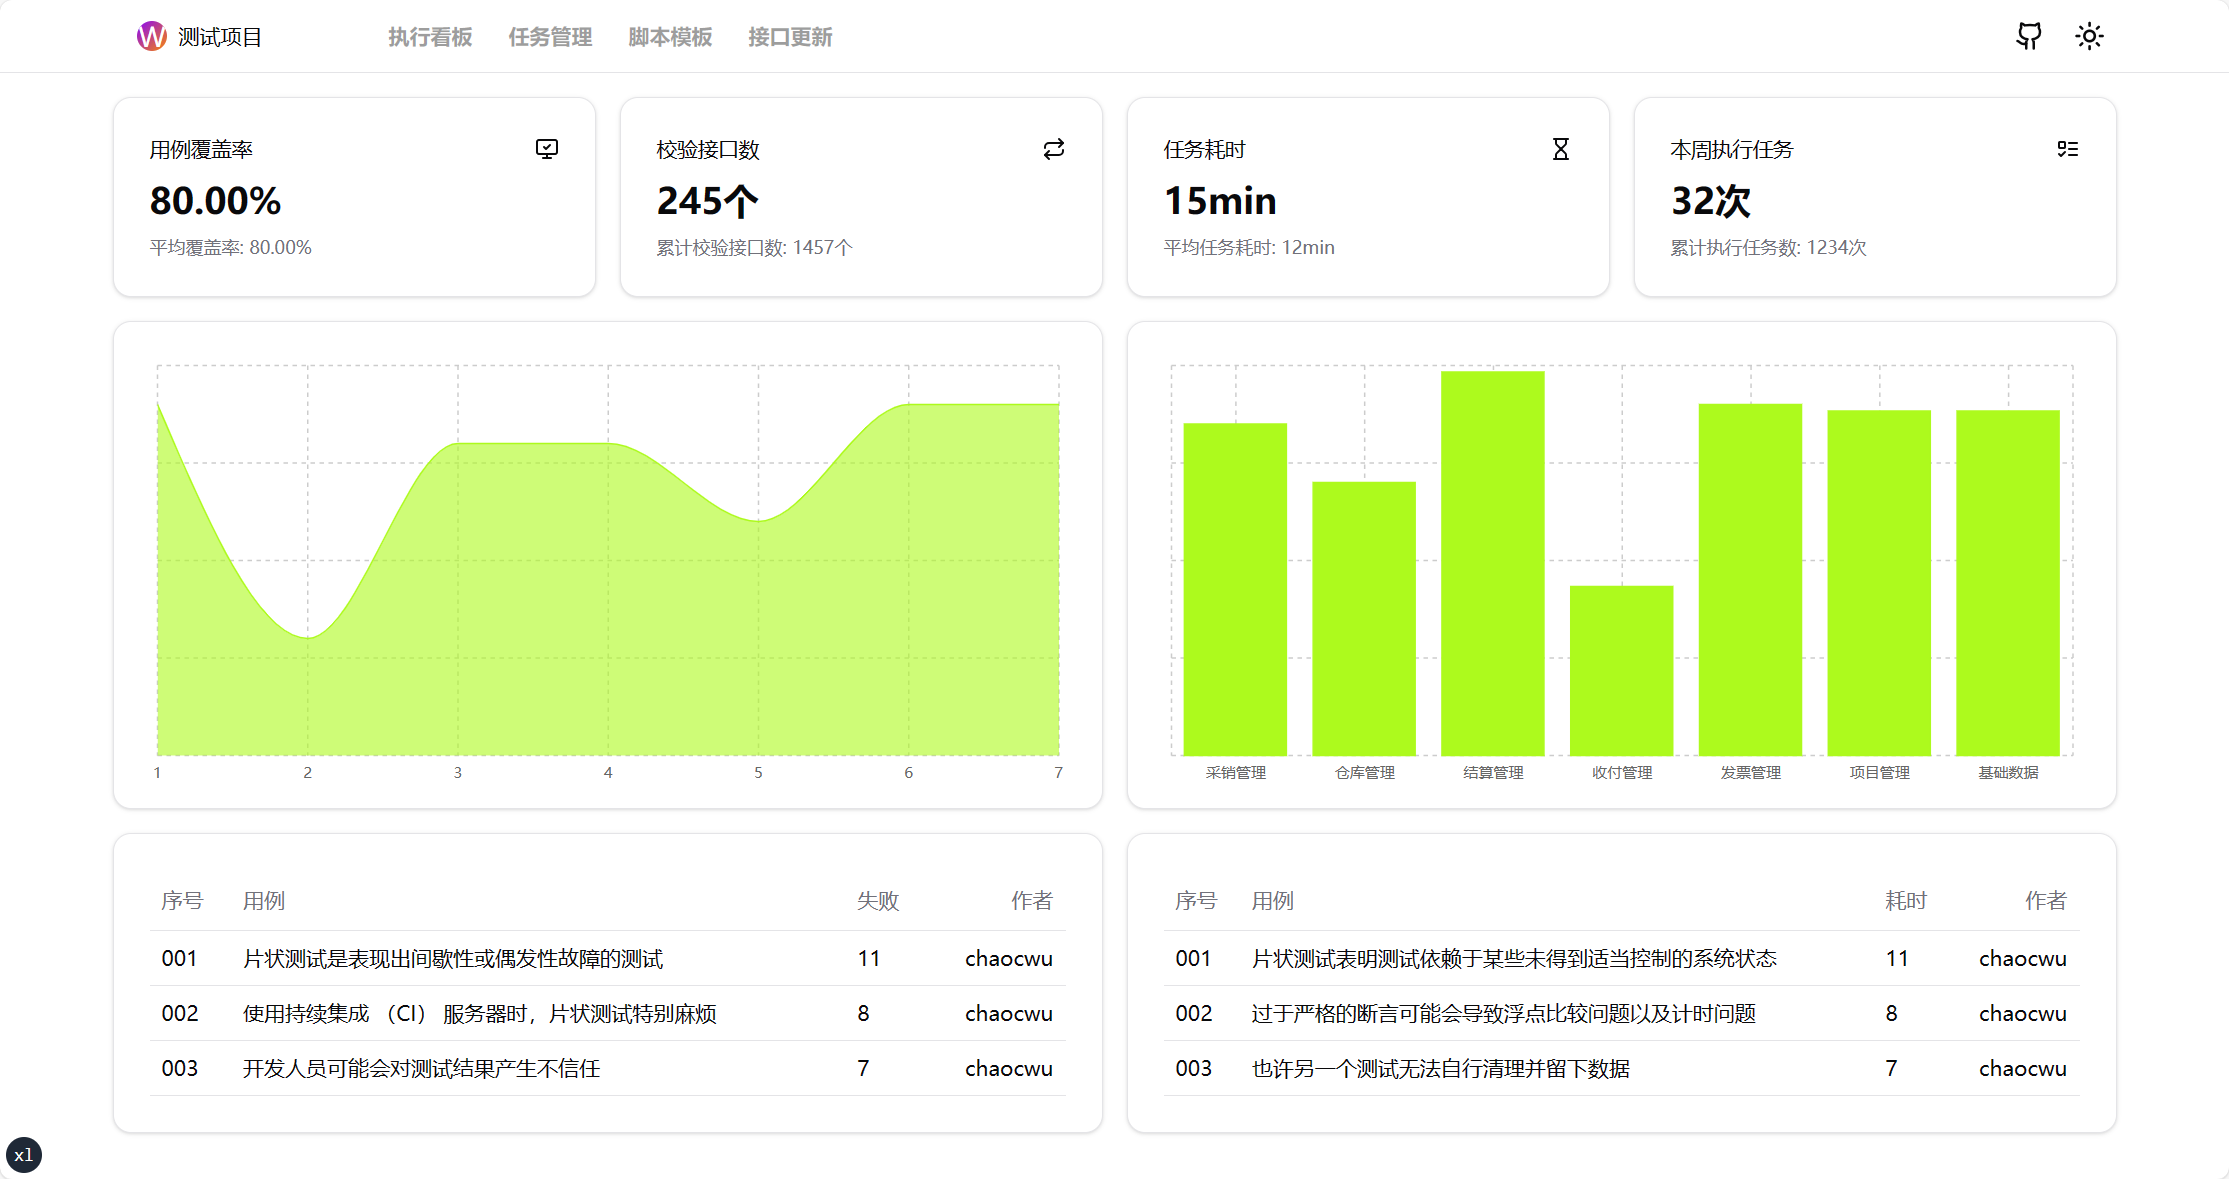 W 测试项目 执行看板 任务管理 脚本模板 接口更新
用例覆盖率
80.00%
平均覆盖率: 80.00%
校验接口数
245个
累计校验接口数: 1457个
任务耗时
15min
平均任务耗时: 12min
本周执行任务
32次
累计执行任务数: 1234次
1 2 3 4 5 6 7
采销管理 仓库管理 结算管理 收付管理 发票管理 项目管理 基础数据
序号 用例 失败 作者
001 片状测试是表现出间歇性或偶发性故障的测试 11 chaocwu
002 使用持续集成 （CI） 服务器时，片状测试特别麻烦 8 chaocwu
003 开发人员可能会对测试结果产生不信任 7 chaocwu
序号 用例 耗时 作者
001 片状测试表明测试依赖于某些未得到适当控制的系统状态 11 chaocwu
002 过于严格的断言可能会导致浮点比较问题以及计时问题 8 chaocwu
003 也许另一个测试无法自行清理并留下数据 7 chaocwu
xl